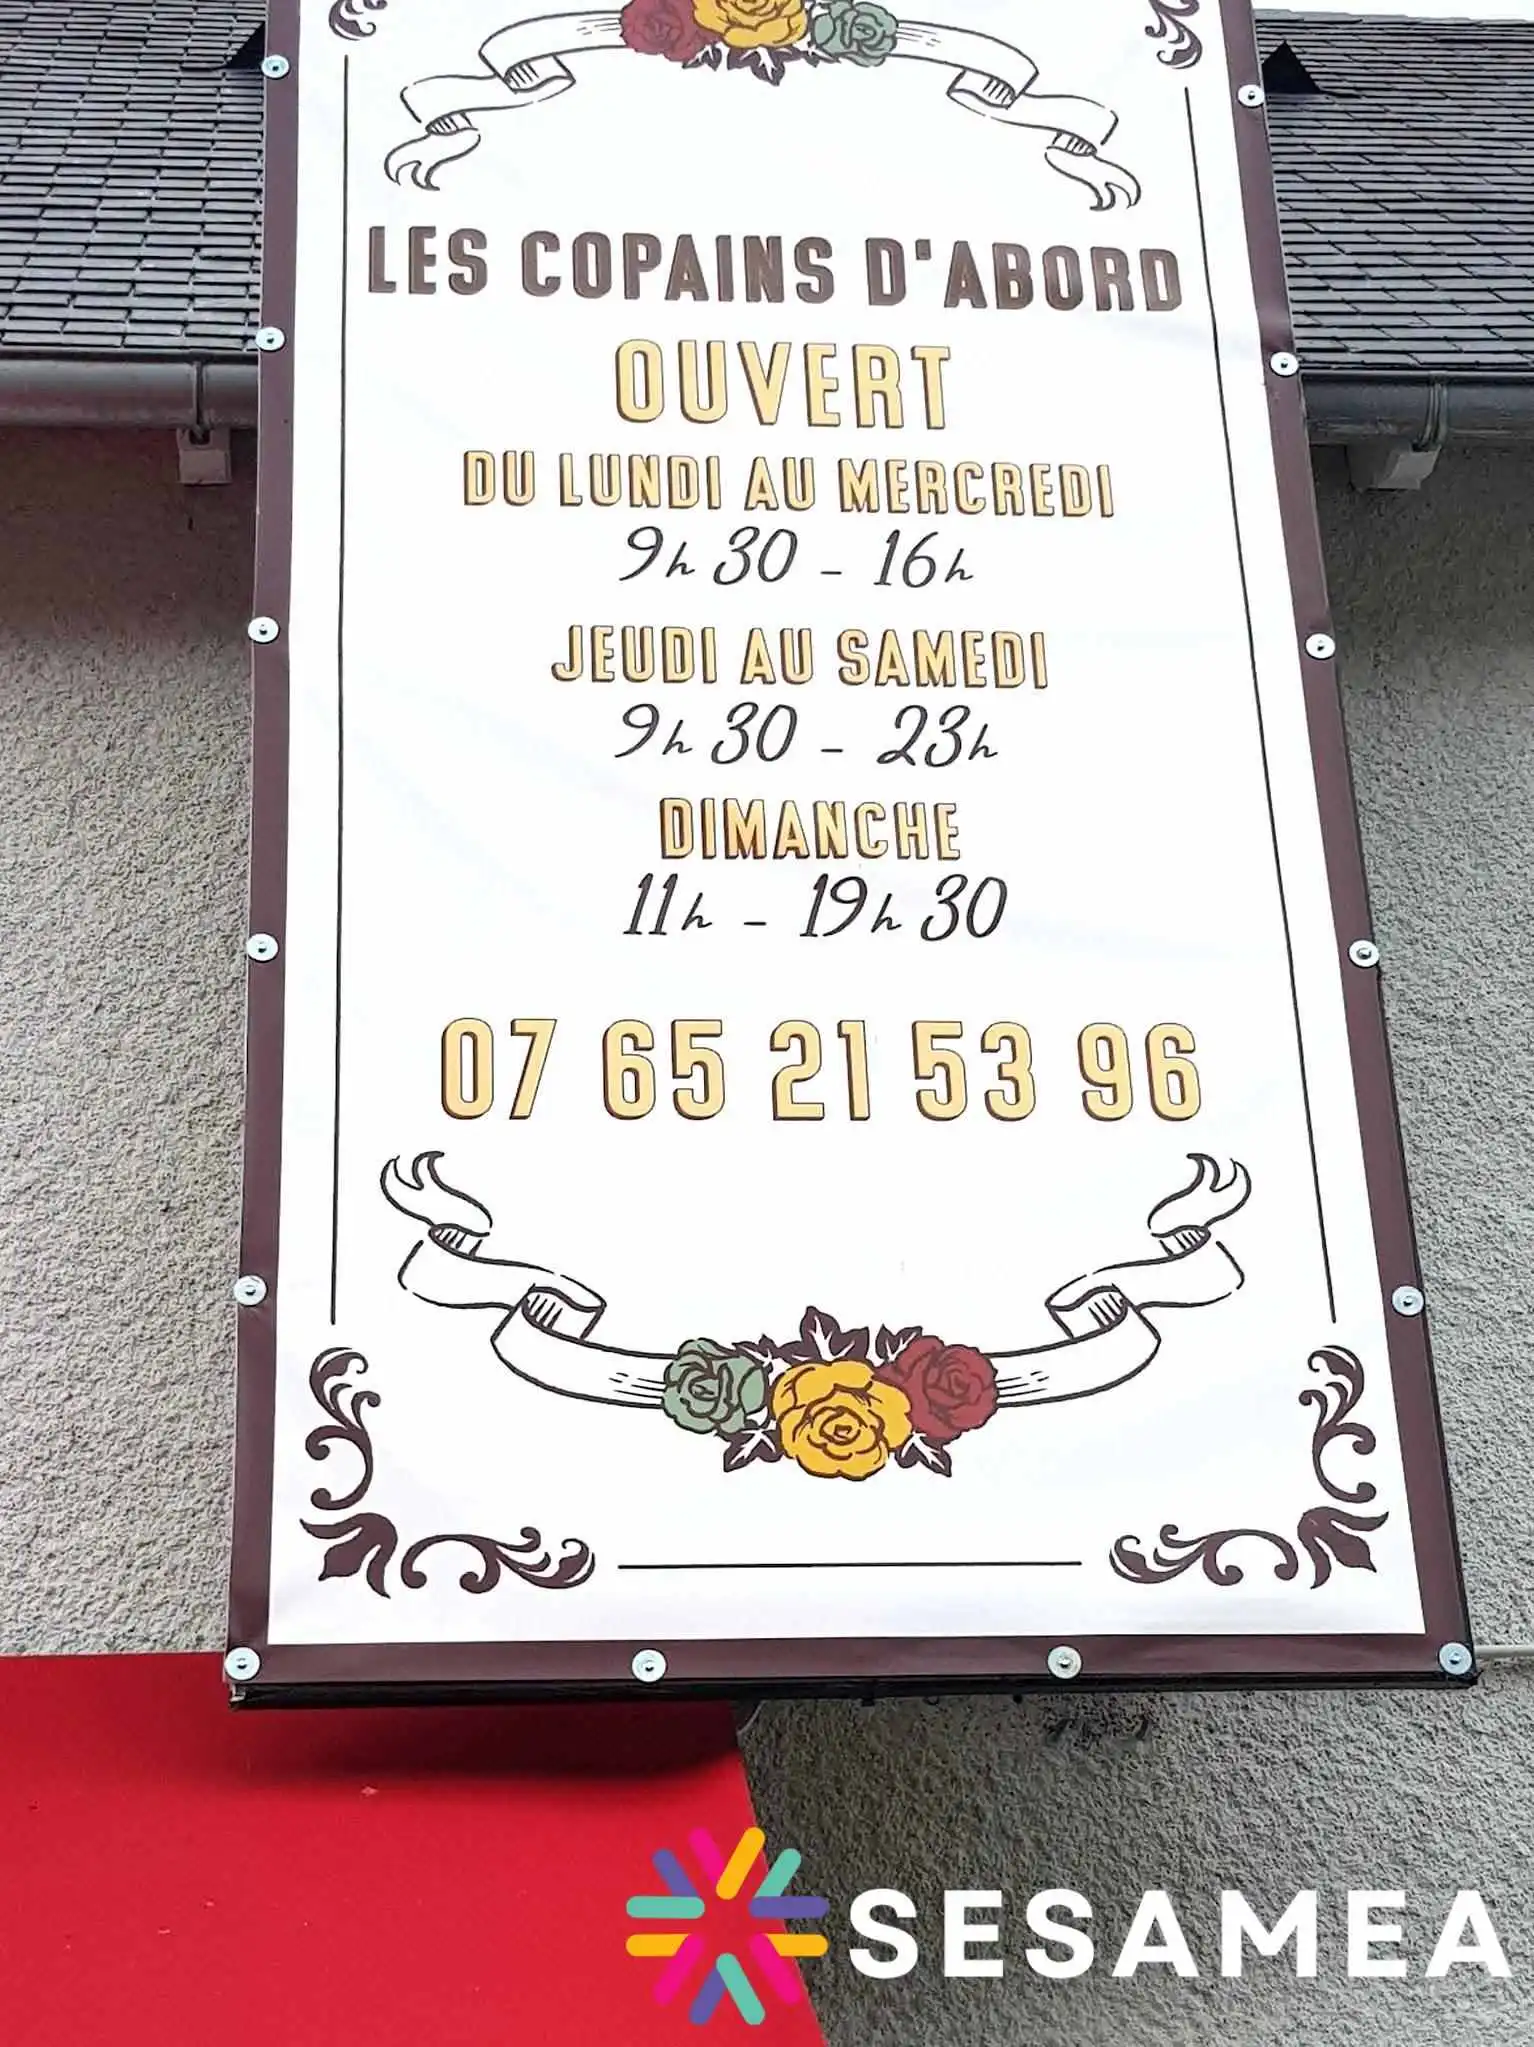 LES COPAINS D'ABORD
OUVERT
DU LUNDI AU MERCREDI
9h30 - 16h
JEUDI AU SAMEDI
9h30 - 23h
DIMANCHE
11h - 19h30
07 65 21 53 96
SESAMEA